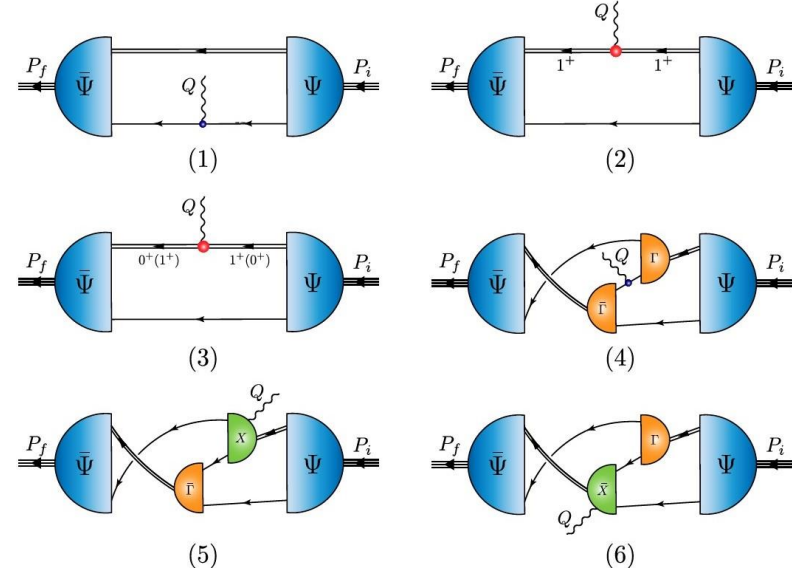 Q
Q
P_f Ψ̄ Ψ P_i P_f Ψ̄ 1⁺ 1⁺ Ψ P_i
(1) (2)
Q
P_f Ψ̄ 0⁺(1⁺) 1⁺(0⁺) Ψ P_i P_f Ψ̄ Γ̄ Q Γ Ψ P_i
(3) (4)
Q
P_f Ψ̄ Γ̄ X Ψ P_i P_f Ψ̄ X̄ Γ Ψ P_i
Q
(5) (6)